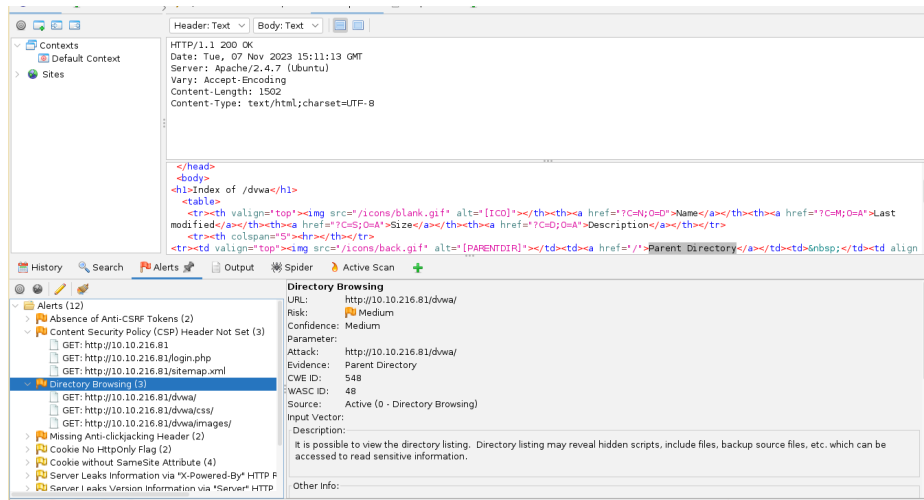 Header: Text Body: Text
Contexts
Default Context
Sites
HTTP/1.1 200 OK
Date: Tue, 07 Nov 2023 15:11:13 GMT
Server: Apache/2.4.7 (Ubuntu)
Vary: Accept-Encoding
Content-Length: 1502
Content-Type: text/html;charset=UTF-8
</head>
<body>
<h1>Index of /dvwa</h1>
<table>
<tr><th valign="top"><img src="/icons/blank.gif" alt="[ICO]"></th><th><a href="?C=N;O=D">Name</a></th><th><a href="?C=M;O=A">Last
modified</a></th><th><a href="?C=S;O=A">Size</a></th><th><a href="?C=D;O=A">Description</a></th></tr>
<tr><th colspan="5"><hr></th></tr>
<tr><td valign="top"><img src="/icons/back.gif" alt="[PARENTDIR]"></td><td><a href="/">Parent Directory</a></td><td>&nbsp;</td><td align
History Search Alerts Output Spider Active Scan
Alerts (12)
Absence of Anti-CSRF Tokens (2)
Content Security Policy (CSP) Header Not Set (3)
GET: http://10.10.216.81
GET: http://10.10.216.81/login.php
GET: http://10.10.216.81/sitemap.xml
Directory Browsing (3)
GET: http://10.10.216.81/dvwa/
GET: http://10.10.216.81/dvwa/css/
GET: http://10.10.216.81/dvwa/images/
Missing Anti-clickjacking Header (2)
Cookie No HttpOnly Flag (2)
Cookie without SameSite Attribute (4)
Server Leaks Information via "X-Powered-By" HTTP
Server Leaks Version Information via "Server" HTTP
Directory Browsing
URL: http://10.10.216.81/dvwa/
Risk: Medium
Confidence: Medium
Parameter:
Attack: http://10.10.216.81/dvwa/
Evidence: Parent Directory
CWE ID: 548
WASC ID: 48
Source: Active (0 - Directory Browsing)
Input Vector:
Description:
It is possible to view the directory listing. Directory listing may reveal hidden scripts, include files, backup source files, etc. which can be
accessed to read sensitive information.
Other Info: